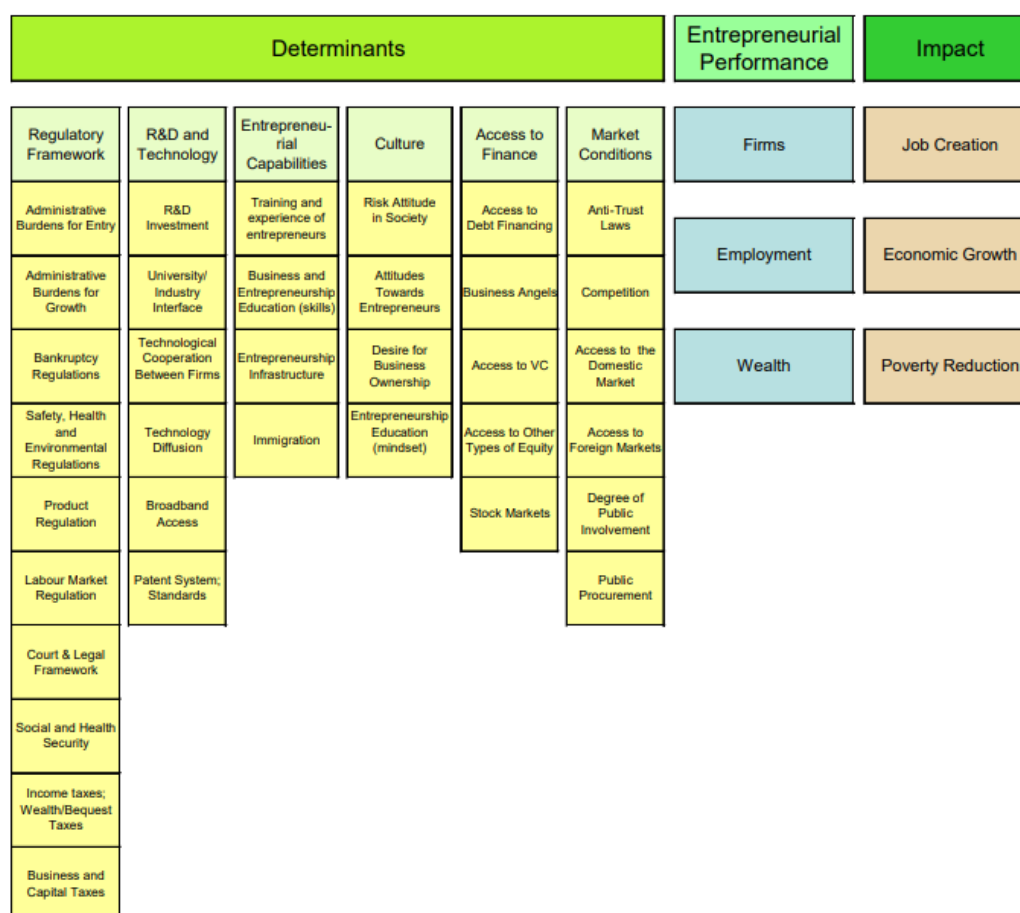 Determinants
Entrepreneurial
Performance
Impact
Regulatory
Framework
Administrative
Burdens for Entry
Administrative
Burdens for
Growth
Bankruptcy
Regulations
Safety, Health
and
Environmental
Regulations
Product
Regulation
Labour Market
Regulation
Court & Legal
Framework
Social and Health
Security
Income taxes;
Wealth/Bequest
Taxes
Business and
Capital Taxes
R&D and
Technology
R&D
Investment
University/
Industry
Interface
Technological
Cooperation
Between Firms
Technology
Diffusion
Broadband
Access
Patent System;
Standards
Entrepreneu-
rial
Capabilities
Training and
experience of
entrepreneurs
Business and
Entrepreneurship
Education (skills)
Entrepreneurship
Infrastructure
Immigration
Culture
Risk Attitude
in Society
Attitudes
Towards
Entrepreneurs
Desire for
Business
Ownership
Entrepreneurship
Education
(mindset)
Access to
Finance
Access to
Debt Financing
Business Angels
Access to VC
Access to Other
Types of Equity
Stock Markets
Market
Conditions
Anti-Trust
Laws
Competition
Access to the
Domestic
Market
Access to
Foreign Markets
Degree of
Public
Involvement
Public
Procurement
Firms
Employment
Wealth
Job Creation
Economic Growth
Poverty Reduction